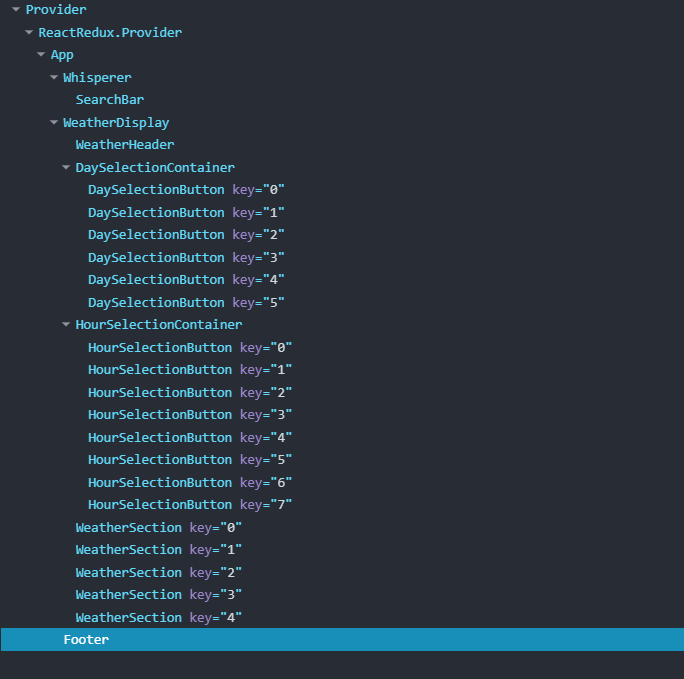 Provider
ReactRedux.Provider
App
Whisperer
SearchBar
WeatherDisplay
WeatherHeader
DaySelectionContainer
DaySelectionButton key="0"
DaySelectionButton key="1"
DaySelectionButton key="2"
DaySelectionButton key="3"
DaySelectionButton key="4"
DaySelectionButton key="5"
HourSelectionContainer
HourSelectionButton key="0"
HourSelectionButton key="1"
HourSelectionButton key="2"
HourSelectionButton key="3"
HourSelectionButton key="4"
HourSelectionButton key="5"
HourSelectionButton key="6"
HourSelectionButton key="7"
WeatherSection key="0"
WeatherSection key="1"
WeatherSection key="2"
WeatherSection key="3"
WeatherSection key="4"
Footer